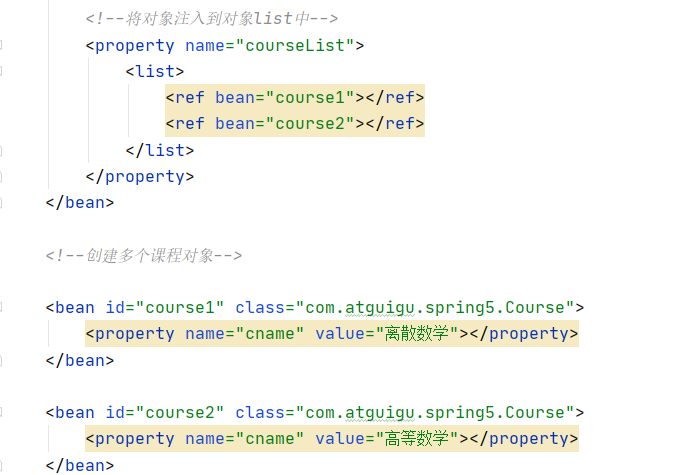 <!--将对象注入到对象list中-->
<property name="courseList">
<list>
<ref bean="course1"></ref>
<ref bean="course2"></ref>
</list>
</property>
</bean>
<!--创建多个课程对象-->
<bean id="course1" class="com.atguigu.spring5.Course">
<property name="cname" value="离散数学"></property>
</bean>
<bean id="course2" class="com.atguigu.spring5.Course">
<property name="cname" value="高等数学"></property>
</bean>